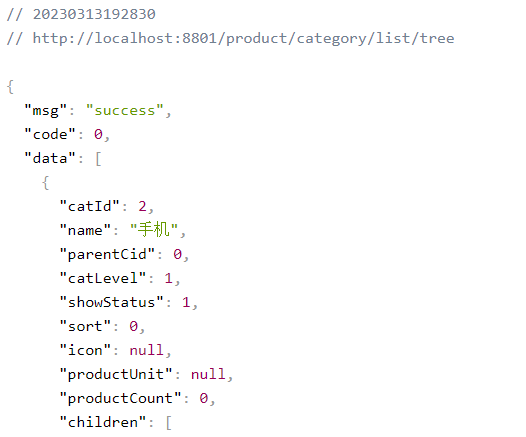 // 20230313192830
// http://localhost:8801/product/category/list/tree
{
"msg": "success",
"code": 0,
"data": [
{
"catId": 2,
"name": "手机",
"parentCid": 0,
"catLevel": 1,
"showStatus": 1,
"sort": 0,
"icon": null,
"productUnit": null,
"productCount": 0,
"children": [